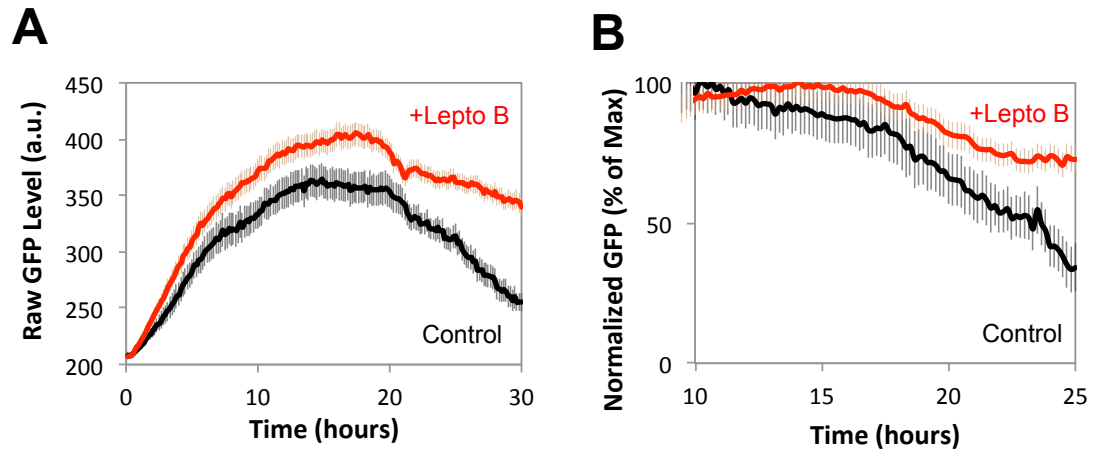 A
Raw GFP Level (a.u.)
450
400
350
300
250
200
+Lepto B
Control
0 10 20 30
Time (hours)
B
Normalized GFP (% of Max)
100
50
0
+Lepto B
Control
10 15 20 25
Time (hours)